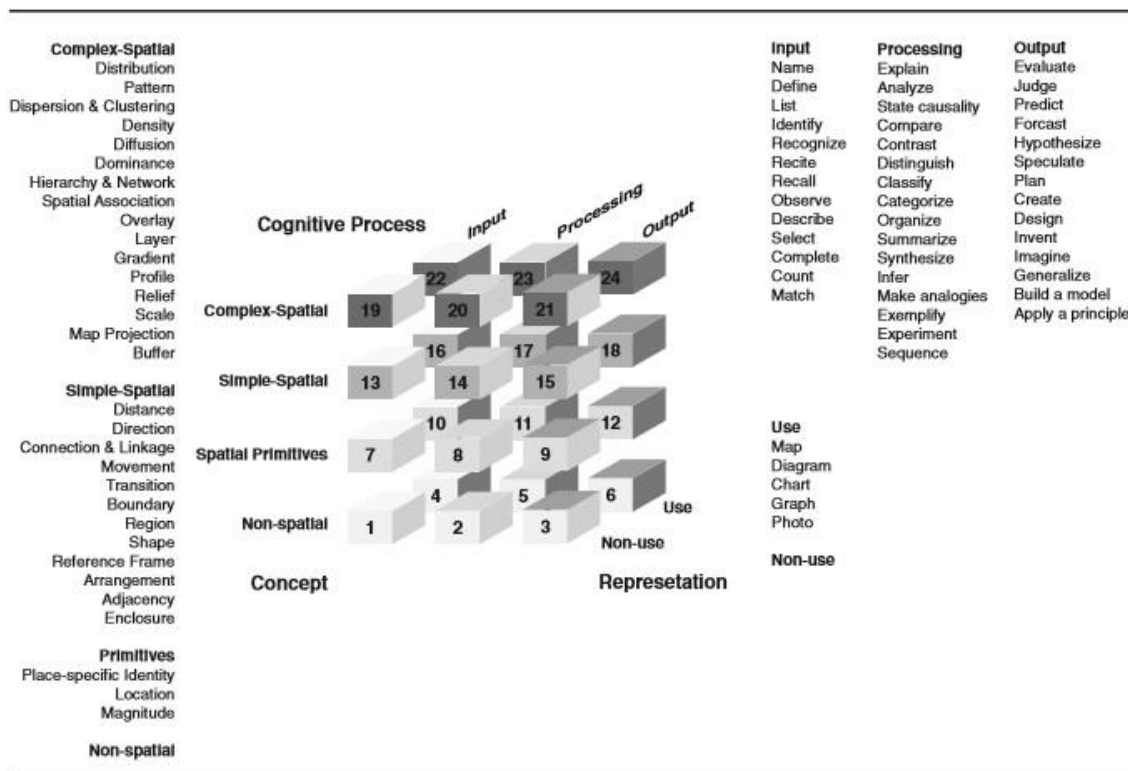 Complex-Spatial
Distribution
Pattern
Dispersion & Clustering
Density
Diffusion
Dominance
Hierarchy & Network
Spatial Association
Overlay
Layer
Gradient
Profile
Relief
Scale
Map Projection
Buffer
Simple-Spatial
Distance
Direction
Connection & Linkage
Movement
Transition
Boundary
Region
Shape
Reference Frame
Arrangement
Adjacency
Enclosure
Primitives
Place-specific Identity
Location
Magnitude
Non-spatial
Cognitive Process
Input
Processing
Output
22 23 24
Complex-Spatial 19 20 21
16 17 18
Simple-Spatial 13 14 15
10 11 12
Spatial Primitives 7 8 9
4 5 6
Use
Non-spatial 1 2 3
Non-use
Concept
Represetation
Input
Name
Define
List
Identify
Recognize
Recite
Recall
Observe
Describe
Select
Complete
Count
Match
Processing
Explain
Analyze
State causality
Compare
Contrast
Distinguish
Classify
Categorize
Organize
Summarize
Synthesize
Infer
Make analogies
Exemplify
Experiment
Sequence
Output
Evaluate
Judge
Predict
Forcast
Hypothesize
Speculate
Plan
Create
Design
Invent
Imagine
Generalize
Build a model
Apply a principle
Use
Map
Diagram
Chart
Graph
Photo
Non-use